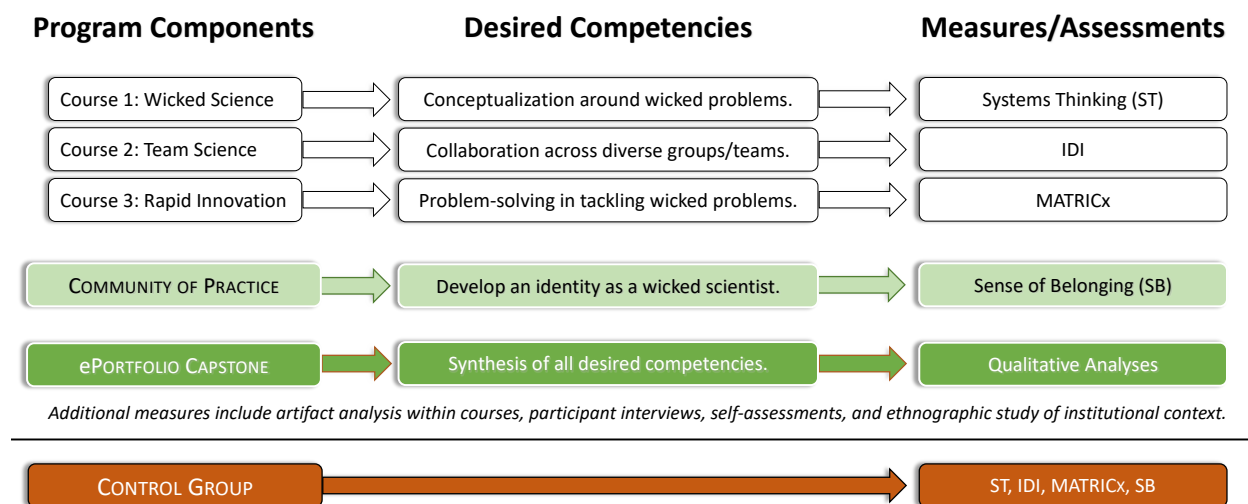 Program Components Desired Competencies Measures/Assessments
Course 1: Wicked Science Conceptualization around wicked problems. Systems Thinking (ST)
Course 2: Team Science Collaboration across diverse groups/teams. IDI
Course 3: Rapid Innovation Problem-solving in tackling wicked problems. MATRICx
COMMUNITY OF PRACTICE Develop an identity as a wicked scientist. Sense of Belonging (SB)
ePORTFOLIO CAPSTONE Synthesis of all desired competencies. Qualitative Analyses
Additional measures include artifact analysis within courses, participant interviews, self-assessments, and ethnographic study of institutional context.
CONTROL GROUP ST, IDI, MATRICx, SB